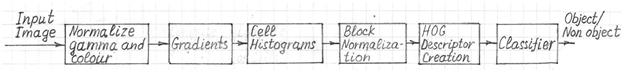 Input
Image
Normalize
gamma and
colour
Gradients
Cell
Histograms
Block
Normaliza-
tion
HOG
Descriptor
Creation
Classifier
Object/
Non object